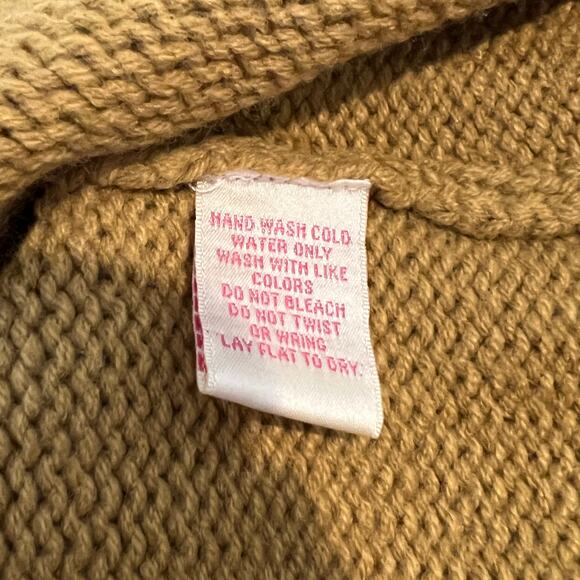 HAND WASH COLD
WATER ONLY
WASH WITH LIKE
COLORS
DO NOT BLEACH
DO NOT TWIST
OR WRING
LAY FLAT TO DRY.